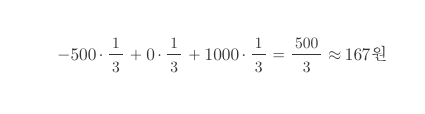 −500 · 1/3 + 0 · 1/3 + 1000 · 1/3 = 500/3 ≈ 167원